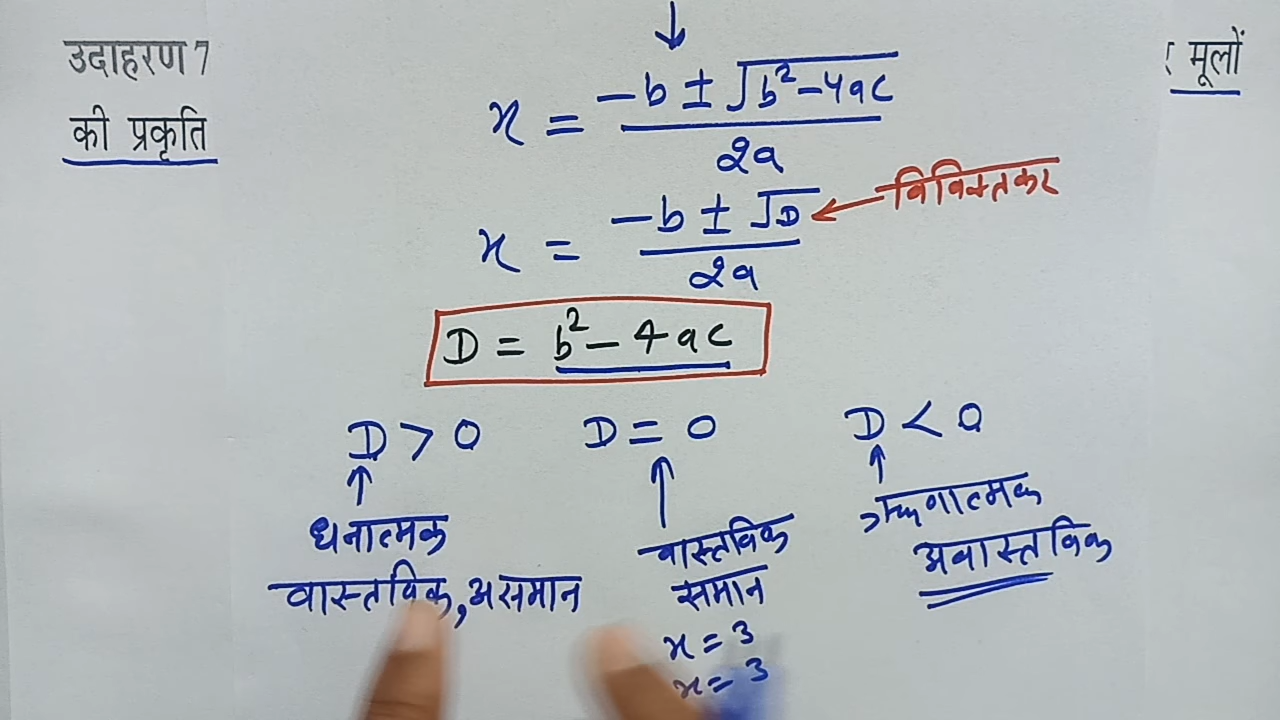 उदाहरण 7
मूलों
की प्रकृति
x = (-b ± √(b² - 4ac)) / 2a
x = (-b ± √D) / 2a ← विविक्तकर
D = b² - 4ac
D > 0 D = 0 D < 0
धनात्मक वास्तविक ऋणात्मक
वास्तविक, असमान समान अवास्तविक
x = 3
x = 3